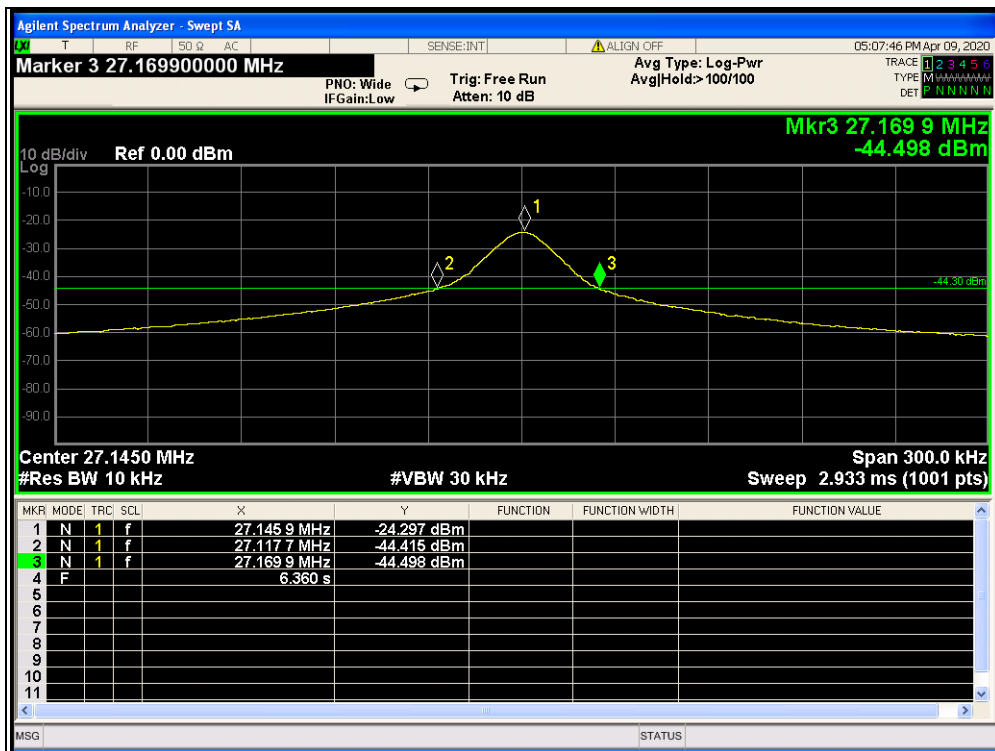 Agilent Spectrum Analyzer - Swept SA
LXI T RF 50 Ω AC SENSE:INT ALIGN OFF 05:07:46 PM Apr 09, 2020
Marker 3 27.169900000 MHz
PNO: Wide
IFGain:Low
Trig: Free Run
Atten: 10 dB
Avg Type: Log-Pwr
Avg|Hold:>100/100
TRACE 1 2 3 4 5 6
TYPE M
DET P N N N N N
Mkr3 27.169 9 MHz
-44.498 dBm
10 dB/div Ref 0.00 dBm
Log
-10.0
-20.0
-30.0
-40.0
-50.0
-60.0
-70.0
-80.0
-90.0
1
2
3
-44.30 dBm
Center 27.1450 MHz Span 300.0 kHz
#Res BW 10 kHz #VBW 30 kHz Sweep 2.933 ms (1001 pts)
MKR MODE TRC SCL X Y FUNCTION FUNCTION WIDTH FUNCTION VALUE
1 N 1 f 27.145 9 MHz -24.297 dBm
2 N 1 f 27.117 7 MHz -44.415 dBm
3 N 1 f 27.169 9 MHz -44.498 dBm
4 F 6.360 s
5
6
7
8
9
10
11
MSG STATUS